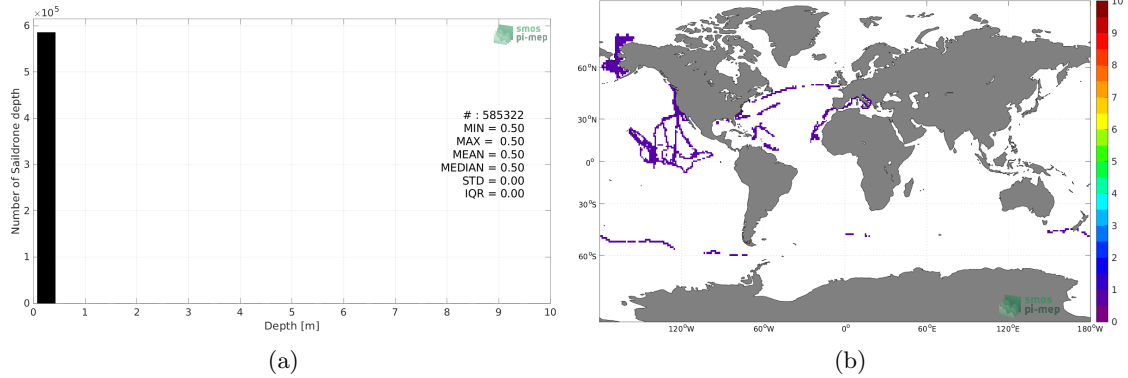 ×10⁵
6
5
4
3
2
1
0
Number of Saildrone depth
smos
pi-mep
# : 585322
MIN = 0.50
MAX = 0.50
MEAN = 0.50
MEDIAN = 0.50
STD = 0.00
IQR = 0.00
0 1 2 3 4 5 6 7 8 9 10
Depth [m]
(a)
60°N
30°N
0°
30°S
60°S
120°W 60°W 0° 60°E 120°E 180°W
smos
pi-mep
10
9
8
7
6
5
4
3
2
1
0
(b)